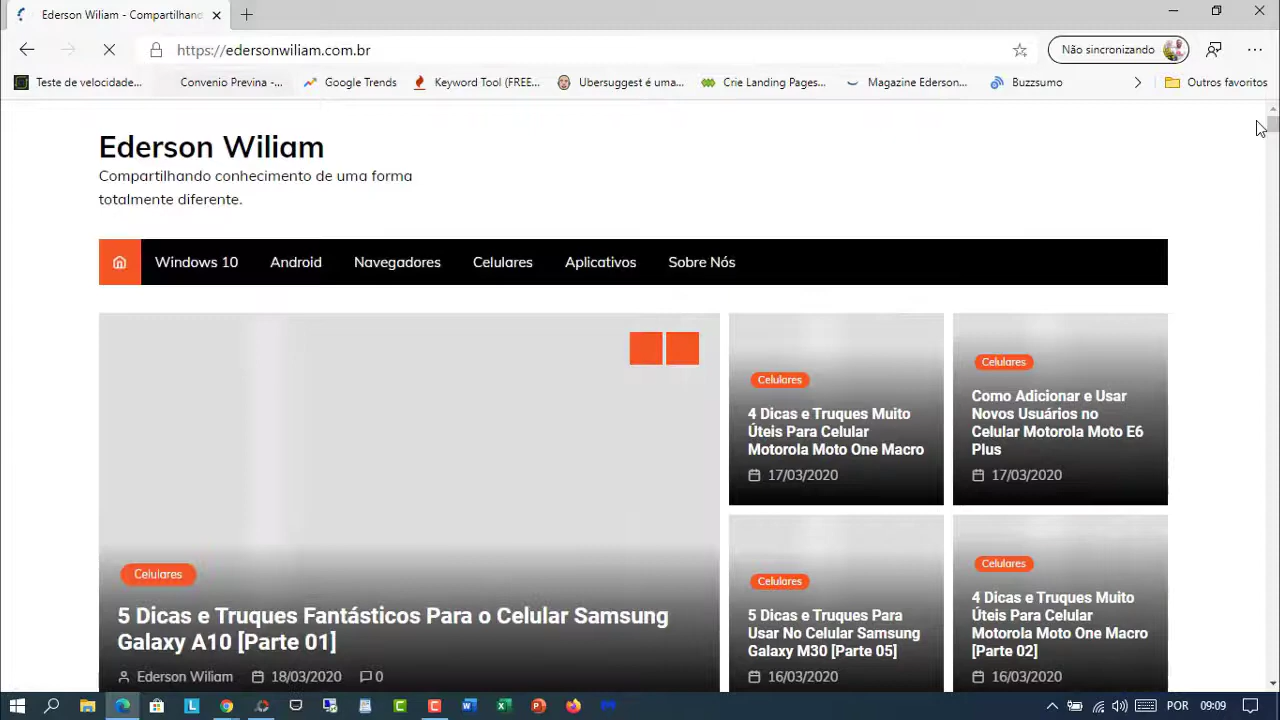 Ederson Wiliam - Compartilhand
https://edersonwiliam.com.br
Não sincronizando
Teste de velocidade...
Convenio Previna -...
Google Trends
Keyword Tool (FREE...
Ubersuggest é uma...
Crie Landing Pages...
Magazine Ederson...
Buzzsumo
Outros favoritos
Ederson Wiliam
Compartilhando conhecimento de uma forma
totalmente diferente.
Windows 10
Android
Navegadores
Celulares
Aplicativos
Sobre Nós
Celulares
5 Dicas e Truques Fantásticos Para o Celular Samsung
Galaxy A10 [Parte 01]
Ederson Wiliam
18/03/2020
0
Celulares
4 Dicas e Truques Muito
Úteis Para Celular
Motorola Moto One Macro
17/03/2020
Celulares
Como Adicionar e Usar
Novos Usuários no
Celular Motorola Moto E6
Plus
17/03/2020
Celulares
5 Dicas e Truques Para
Usar No Celular Samsung
Galaxy M30 [Parte 05]
16/03/2020
Celulares
4 Dicas e Truques Muito
Úteis Para Celular
Motorola Moto One Macro
[Parte 02]
16/03/2020
POR
09:09